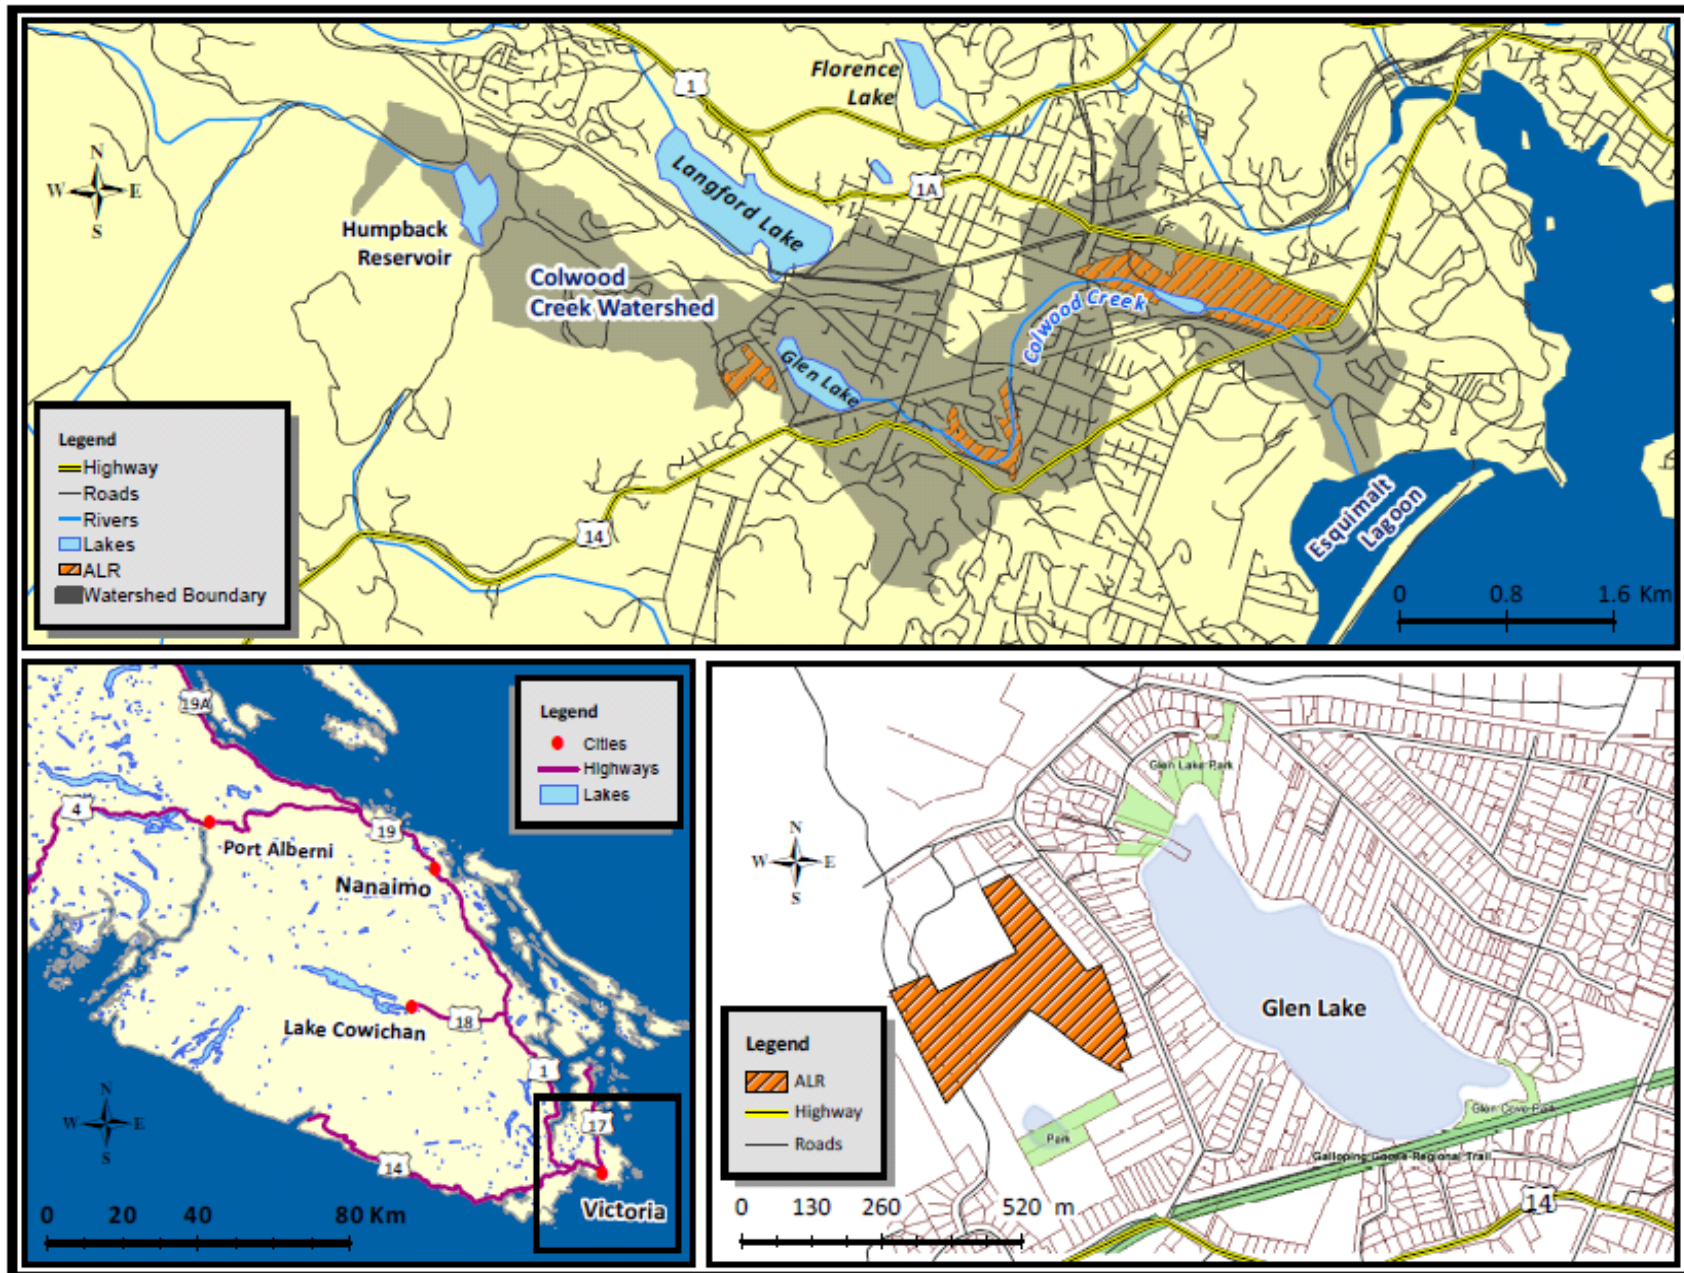 Florence
Lake
1
1A
Langford Lake
N
W E
S
Humpback
Reservoir
Colwood
Creek Watershed
Colwood Creek
Glen Lake
14
Esquimalt
Lagoon
0 0.8 1.6 Km
Legend
Highway
Roads
Rivers
Lakes
ALR
Watershed Boundary
19A
4
19
Port Alberni
Nanaimo
Lake Cowichan
18
1
17
14
Victoria
N
W E
S
0 20 40 80 Km
Legend
Cities
Highways
Lakes
Glen Lake Park
N
W E
S
Glen Lake
Glen Cove Park
Park
Galloping Goose Regional Trail
14
Legend
ALR
Highway
Roads
0 130 260 520 m